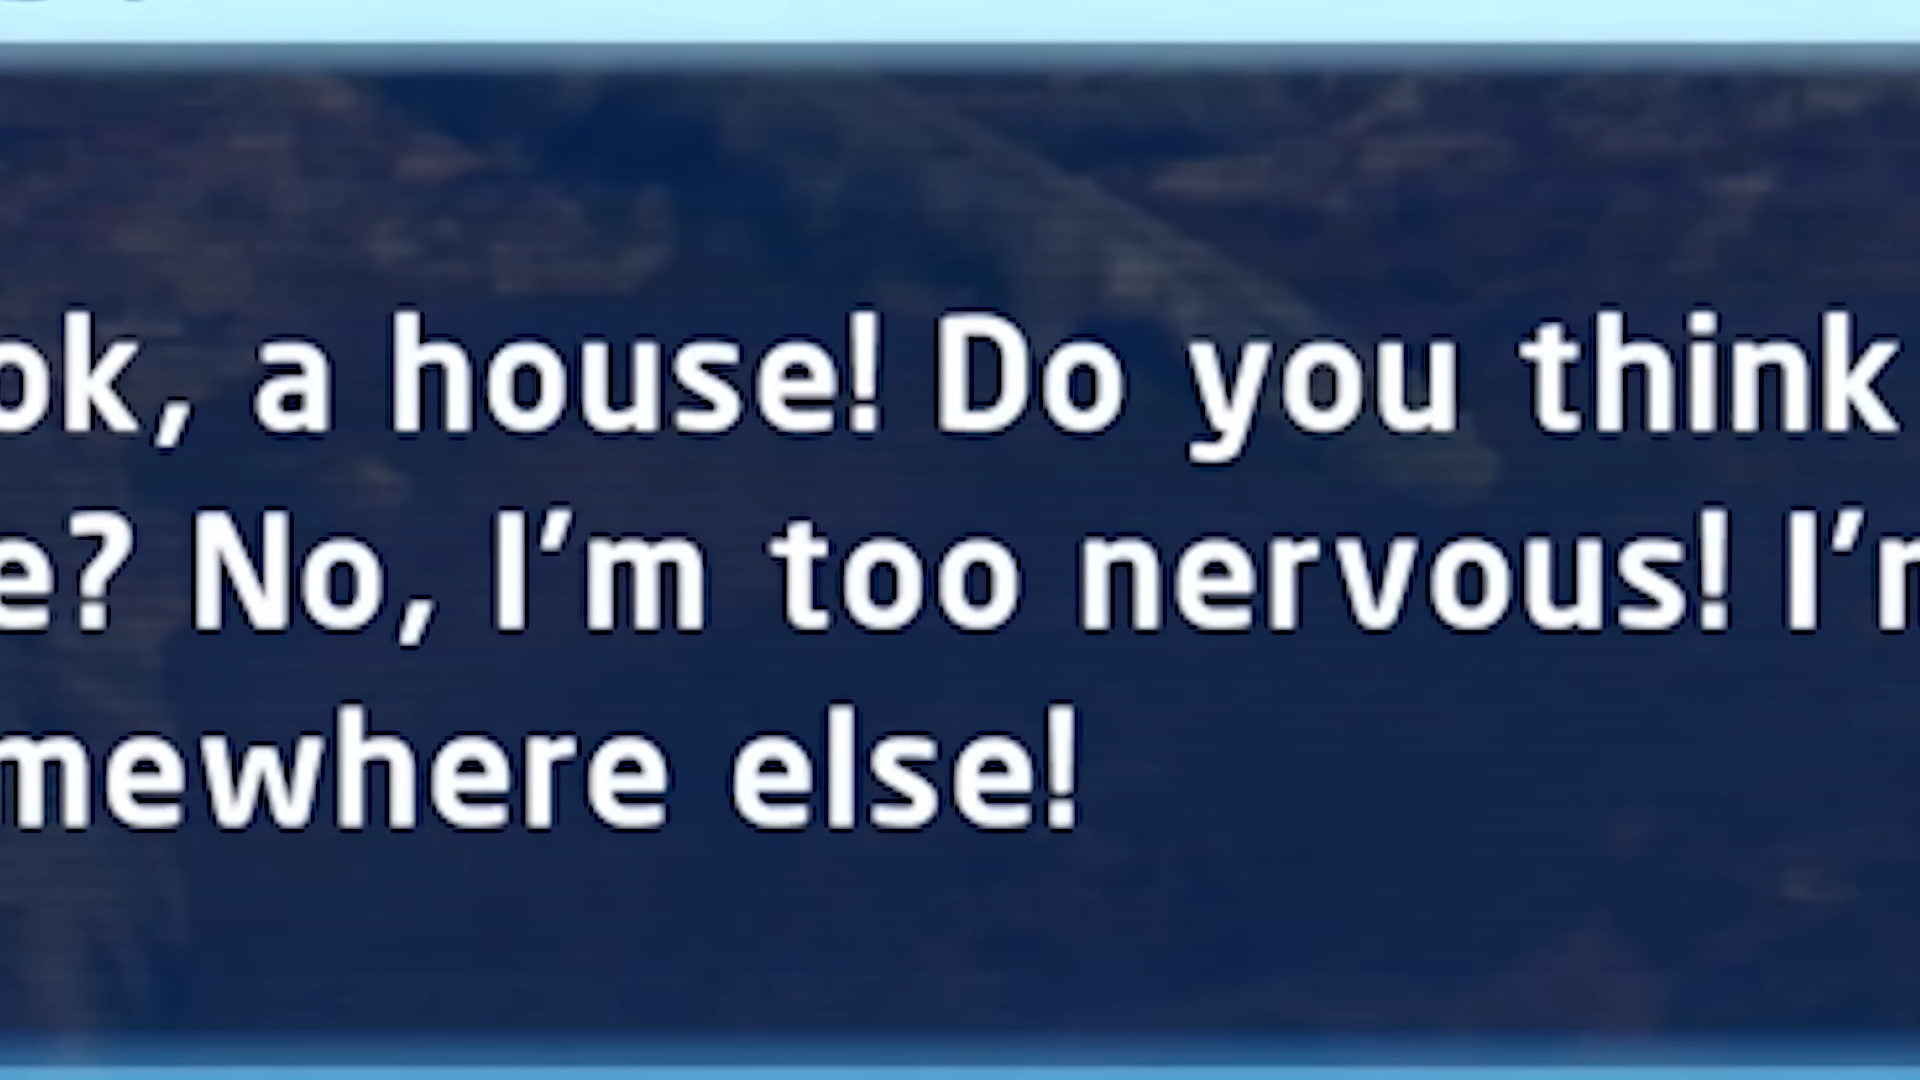 ok, a house! Do you think
e? No, I’m too nervous! I’
mewhere else!